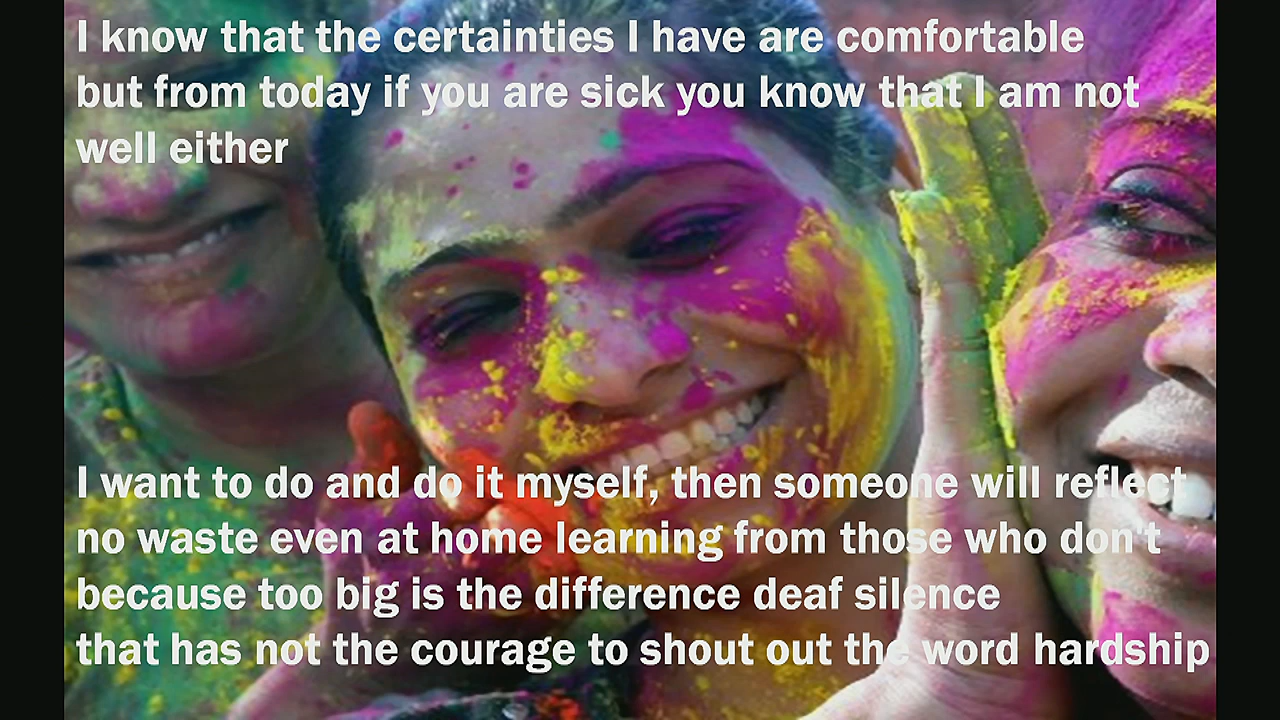 I know that the certainties I have are comfortable
but from today if you are sick you know that I am not
well either
I want to do and do it myself, then someone will reflect
no waste even at home learning from those who don't
because too big is the difference deaf silence
that has not the courage to shout out the word hardship